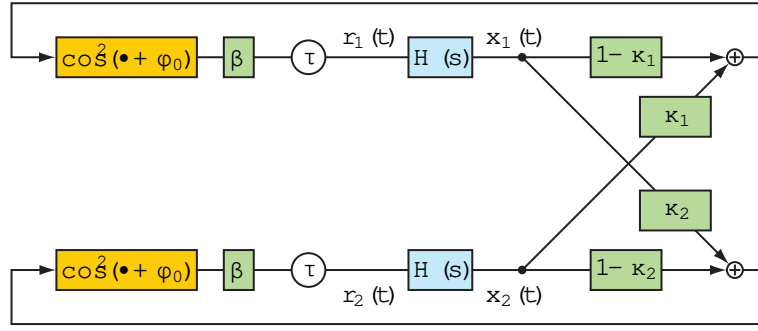 cos²(• + φ₀) β τ r₁ (t) H (s) x₁ (t) 1− κ₁ +
κ₁
κ₂
cos²(• + φ₀) β τ r₂ (t) H (s) x₂ (t) 1− κ₂ +